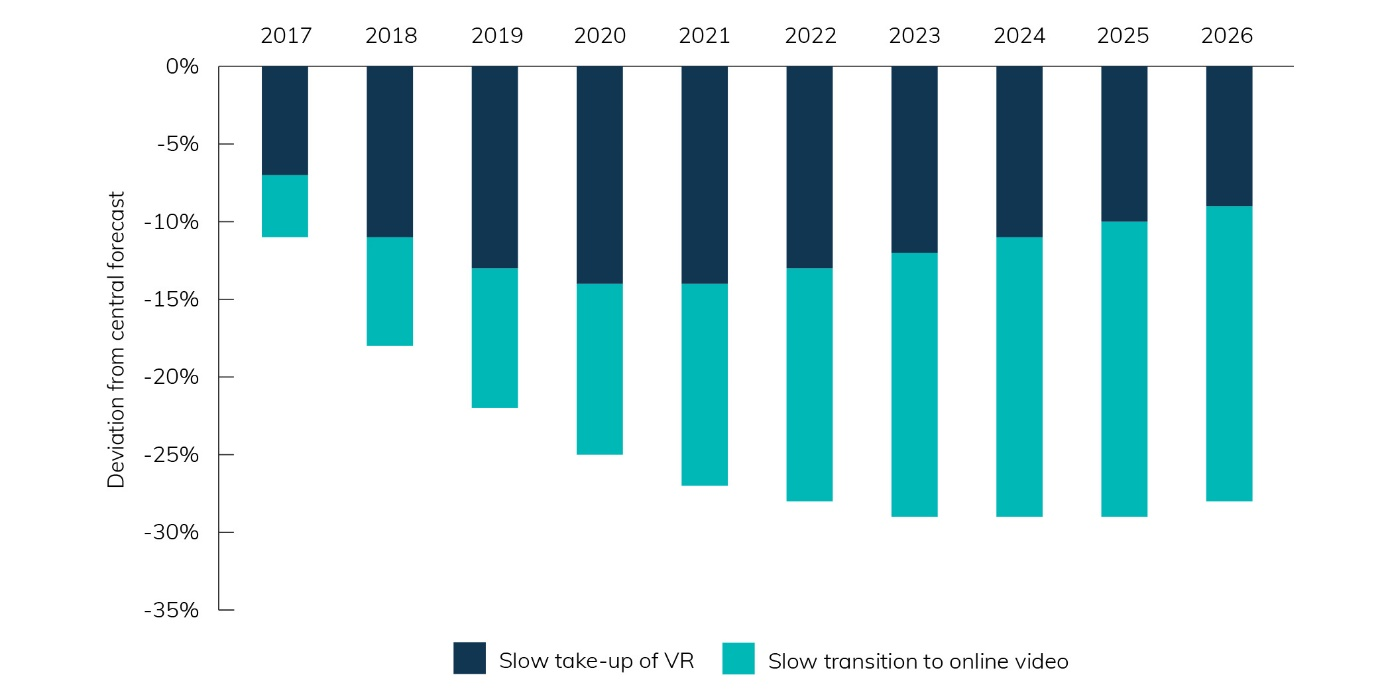 2017 2018 2019 2020 2021 2022 2023 2024 2025 2026
0%
-5%
-10%
-15%
-20%
-25%
-30%
-35%
Deviation from central forecast
Slow take-up of VR Slow transition to online video